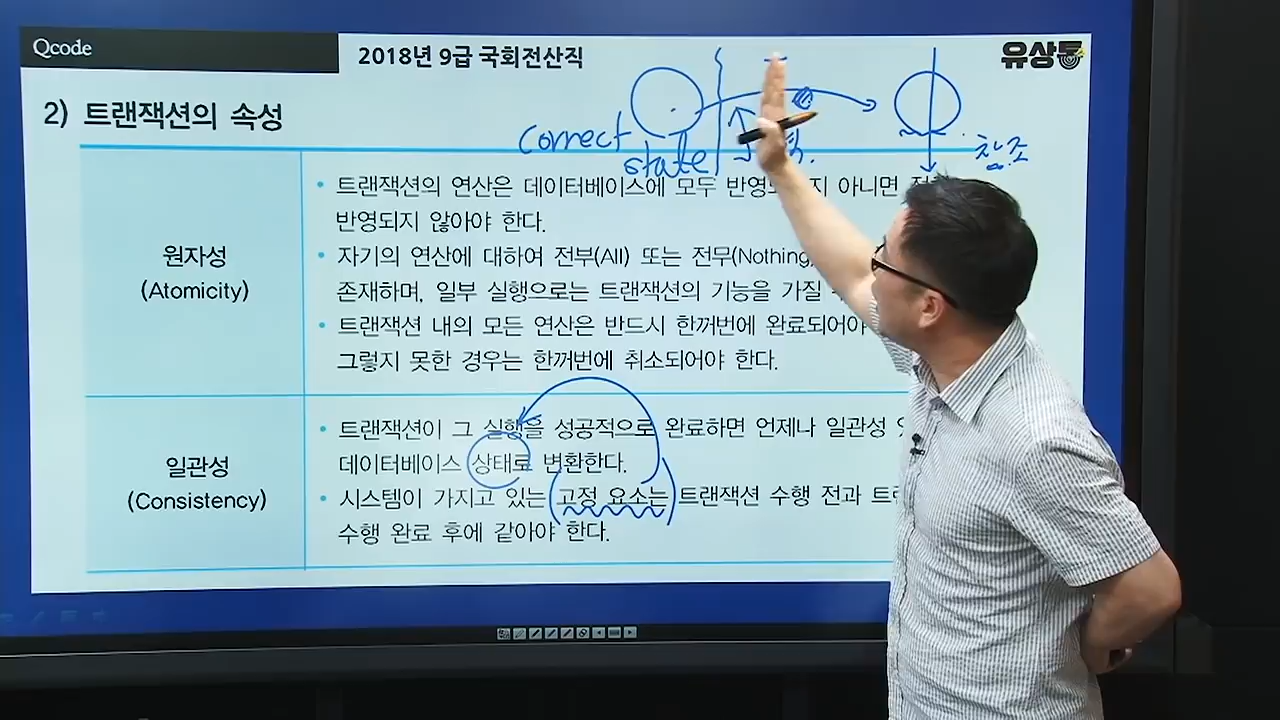 Qcode
2018년 9급 국회전산직
유상통
2) 트랜잭션의 속성
correct
state
참조
원자성
(Atomicity)
• 트랜잭션의 연산은 데이터베이스에 모두 반영되 지 아니면
반영되지 않아야 한다.
• 자기의 연산에 대하여 전부(All) 또는 전무(Nothing)
존재하며, 일부 실행으로는 트랜잭션의 기능을 가질
• 트랜잭션 내의 모든 연산은 반드시 한꺼번에 완료되어야
그렇지 못한 경우는 한꺼번에 취소되어야 한다.
일관성
(Consistency)
• 트랜잭션이 그 실행을 성공적으로 완료하면 언제나 일관성
데이터베이스 상태로 변환한다.
• 시스템이 가지고 있는 고정 요소는 트랜잭션 수행 전과
수행 완료 후에 같아야 한다.